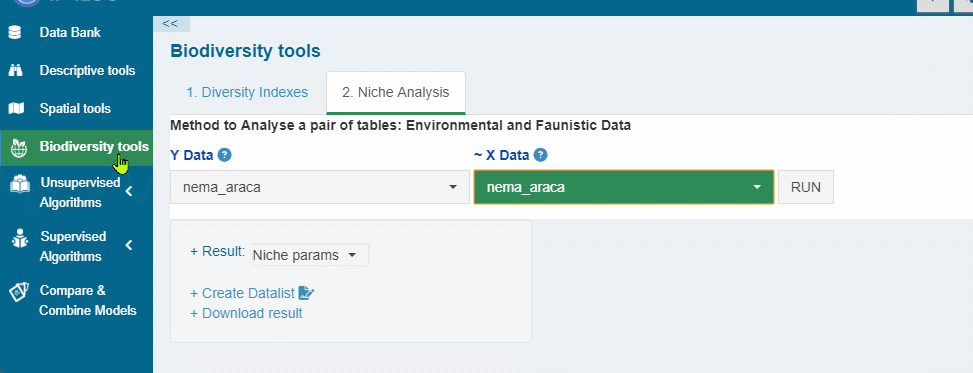 <<
Data Bank
Descriptive tools
Spatial tools
Biodiversity tools
Unsupervised
Algorithms
Supervised
Algorithms
Compare &
Combine Models
Biodiversity tools
1. Diversity Indexes
2. Niche Analysis
Method to Analyse a pair of tables: Environmental and Faunistic Data
Y Data ?
~ X Data ?
nema_araca
nema_araca
RUN
+ Result: Niche params
+ Create Datalist
+ Download result